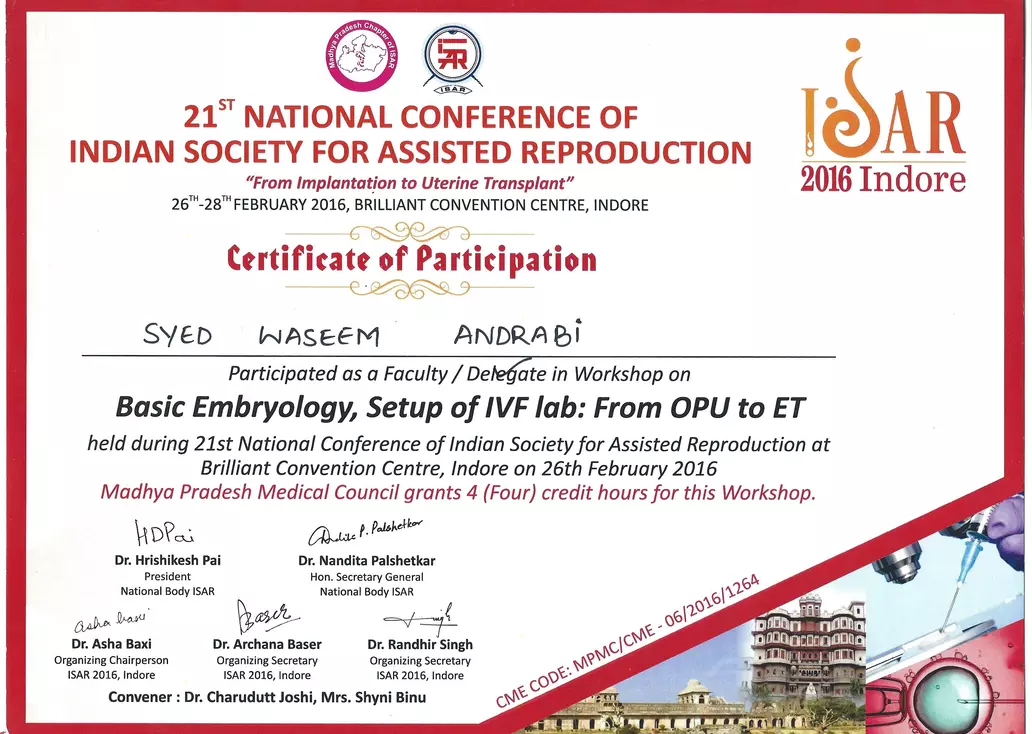 Madhya Pradesh Chapter of ISAR
ISAR
ISAR
21ST NATIONAL CONFERENCE OF
INDIAN SOCIETY FOR ASSISTED REPRODUCTION
"From Implantation to Uterine Transplant"
26TH-28TH FEBRUARY 2016, BRILLIANT CONVENTION CENTRE, INDORE
ISAR
2016 Indore
Certificate of Participation
SYED WASEEM ANDRABI
Participated as a Faculty / Delegate in Workshop on
Basic Embryology, Setup of IVF lab: From OPU to ET
held during 21st National Conference of Indian Society for Assisted Reproduction at
Brilliant Convention Centre, Indore on 26th February 2016
Madhya Pradesh Medical Council grants 4 (Four) credit hours for this Workshop.
HDPai
Nandita P. Palshetkar
Dr. Hrishikesh Pai
President
National Body ISAR
Dr. Nandita Palshetkar
Hon. Secretary General
National Body ISAR
asha baxi
Baser
Dr. Asha Baxi
Organizing Chairperson
ISAR 2016, Indore
Dr. Archana Baser
Organizing Secretary
ISAR 2016, Indore
Dr. Randhir Singh
Organizing Secretary
ISAR 2016, Indore
Convener : Dr. Charudutt Joshi, Mrs. Shyni Binu
CME CODE: MPMC/CME - 06/2016/1264